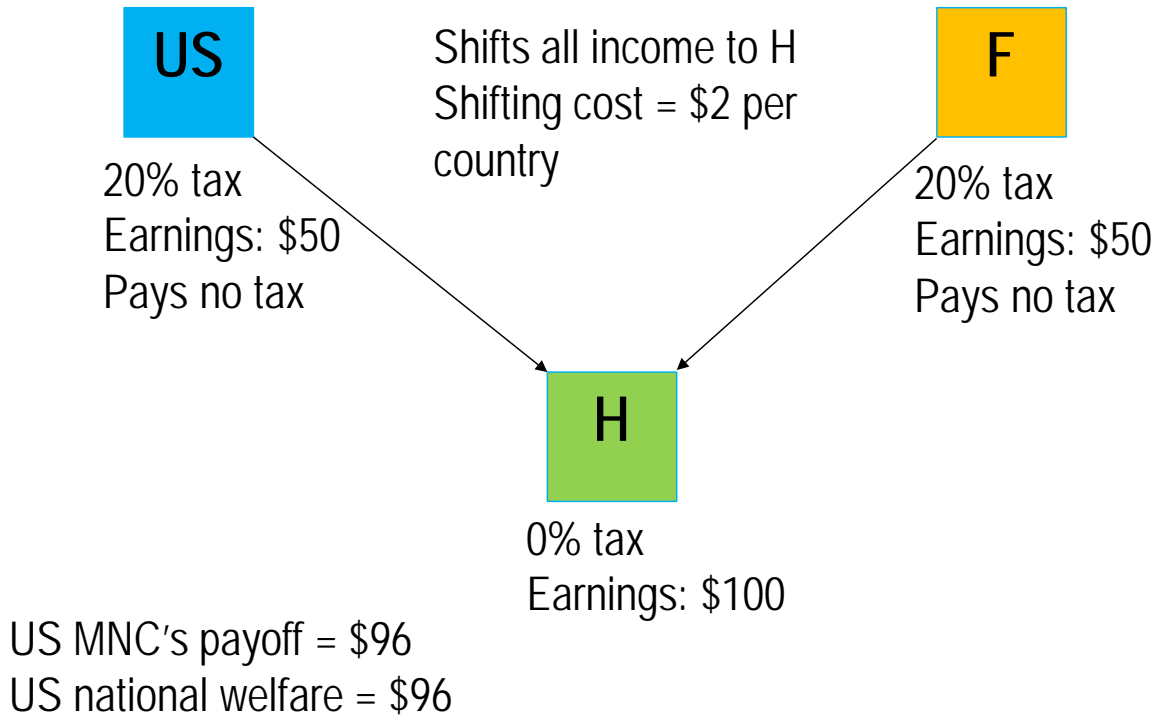 US
Shifts all income to H
Shifting cost = $2 per
country
F
20% tax
Earnings: $50
Pays no tax
20% tax
Earnings: $50
Pays no tax
H
0% tax
Earnings: $100
US MNC’s payoff = $96
US national welfare = $96